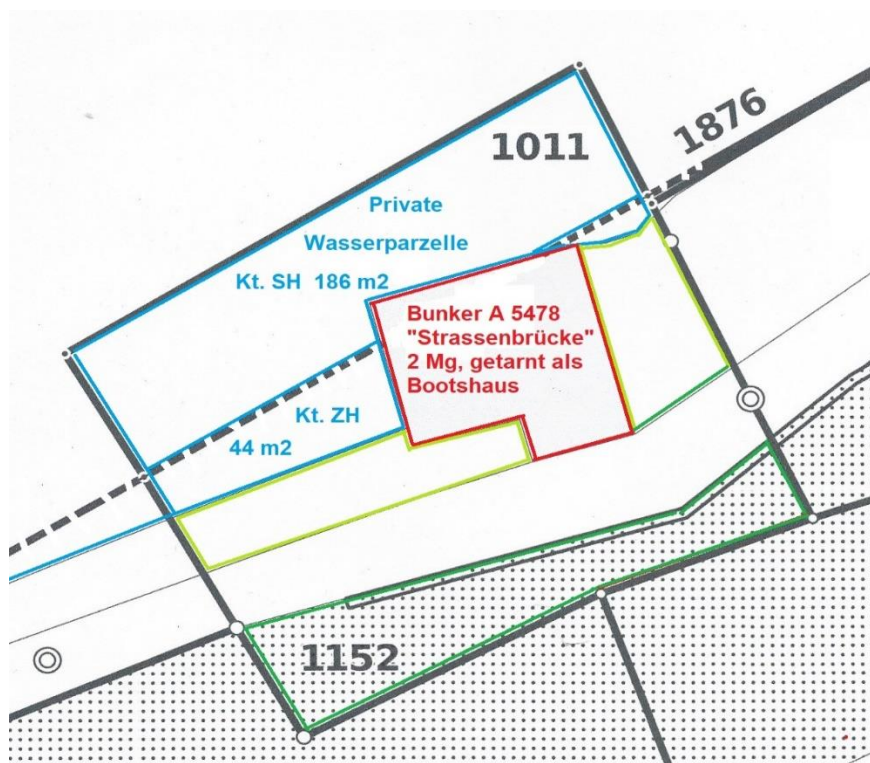 1011
1876
Private
Wasserparzelle
Kt. SH 186 m2
Bunker A 5478
"Strassenbrücke"
2 Mg, getarnt als
Bootshaus
Kt. ZH
44 m2
1152